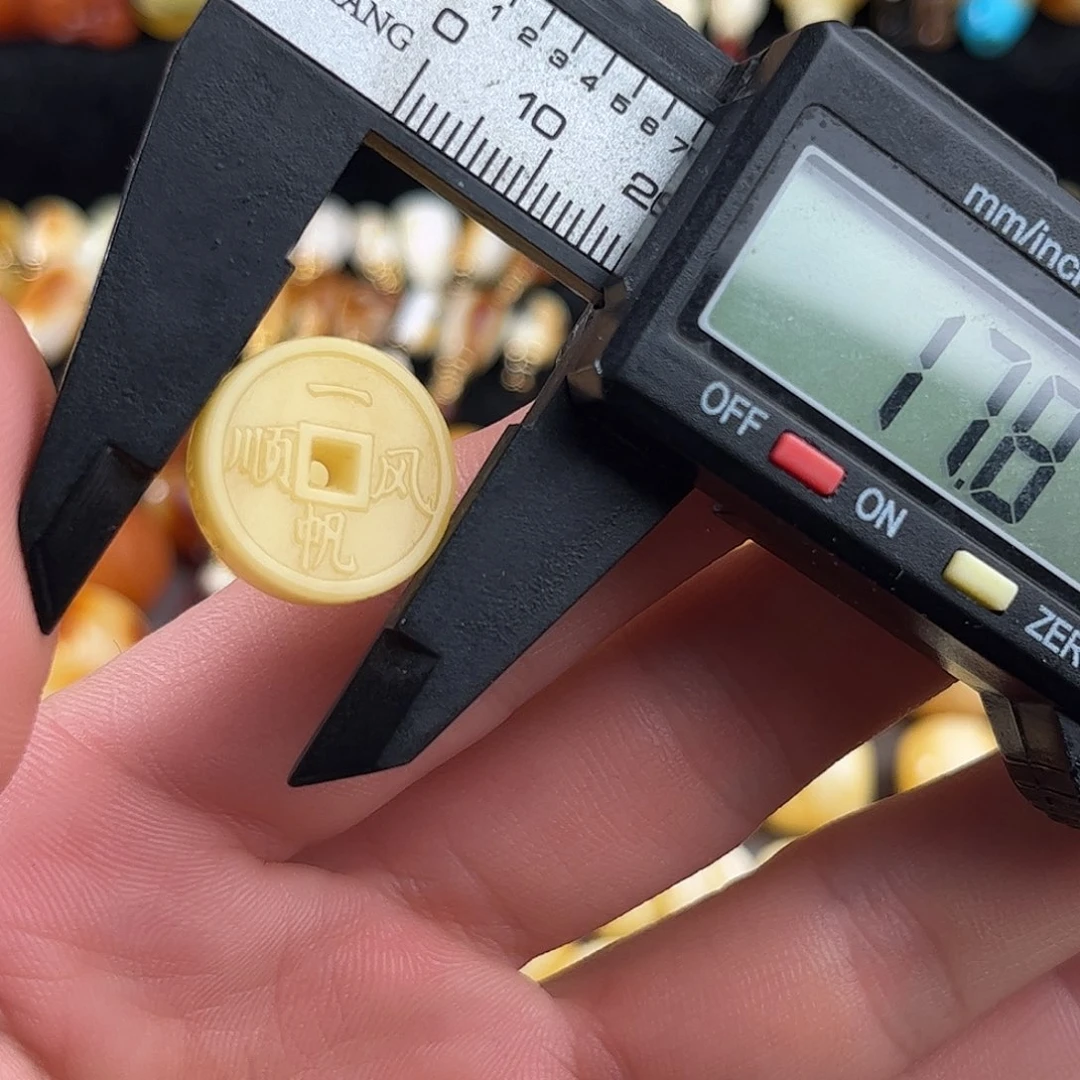 ANG
0 1 2 3 4 5 6 7
10 20
mm/inch
17.8
OFF
ON
ZER
一
顺 风
帆